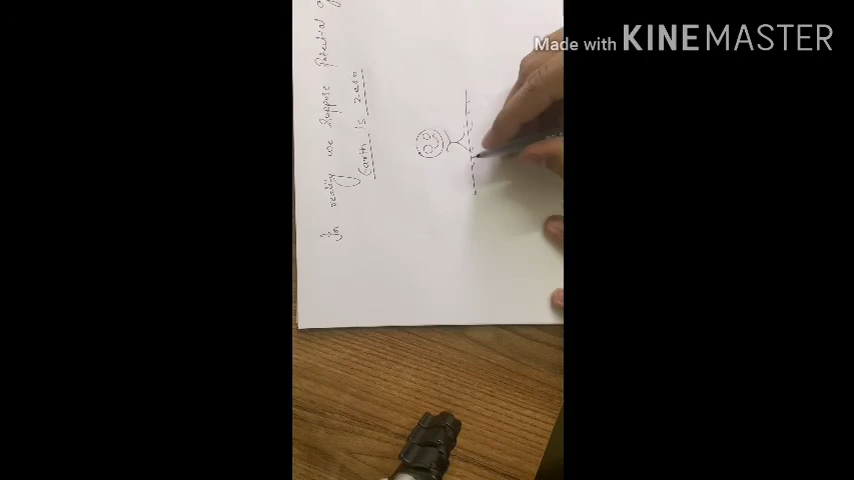 In reality we suppose Potential of
Earth is zero
Made with KINEMASTER